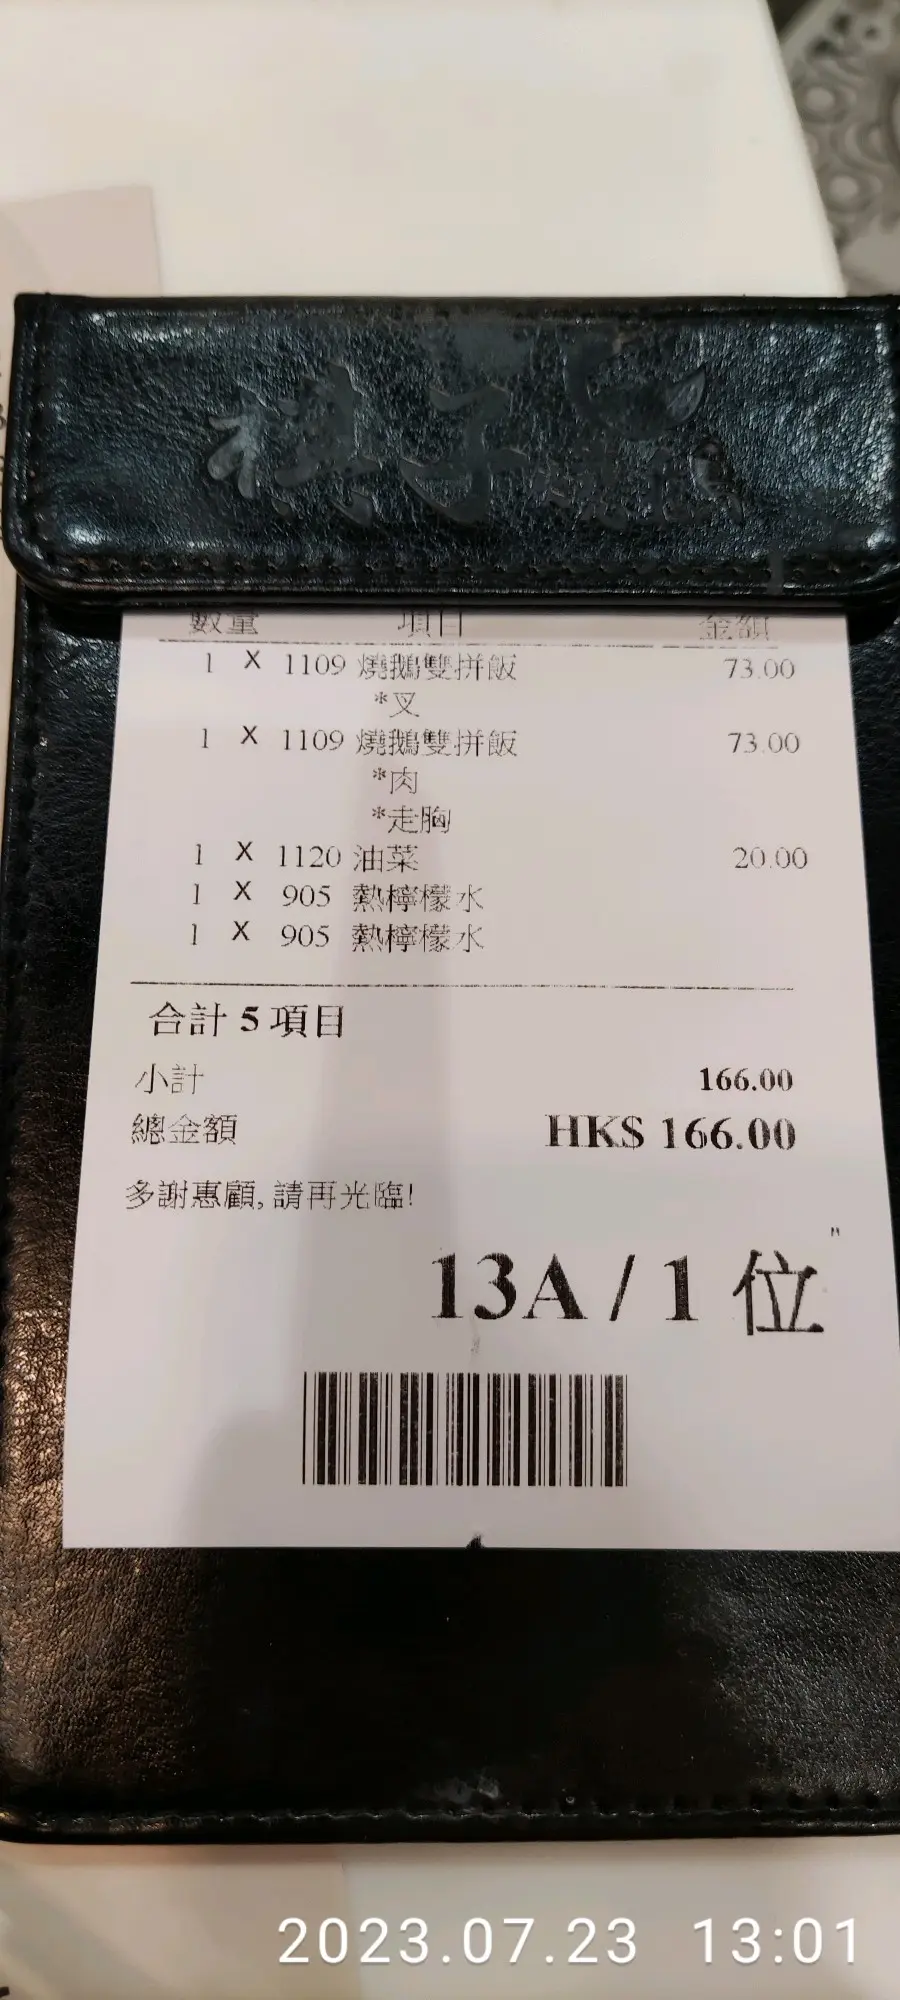 棋子燒鵝
數量 項目 金額
1 X 1109 燒鵝雙拼飯 73.00
*叉
1 X 1109 燒鵝雙拼飯 73.00
*肉
*走胸
1 X 1120 油菜 20.00
1 X 905 熱檸檬水
1 X 905 熱檸檬水
合計 5 項目
小計 166.00
總金額 HK$ 166.00
多謝惠顧, 請再光臨!
13A / 1 位
2023.07.23 13:01